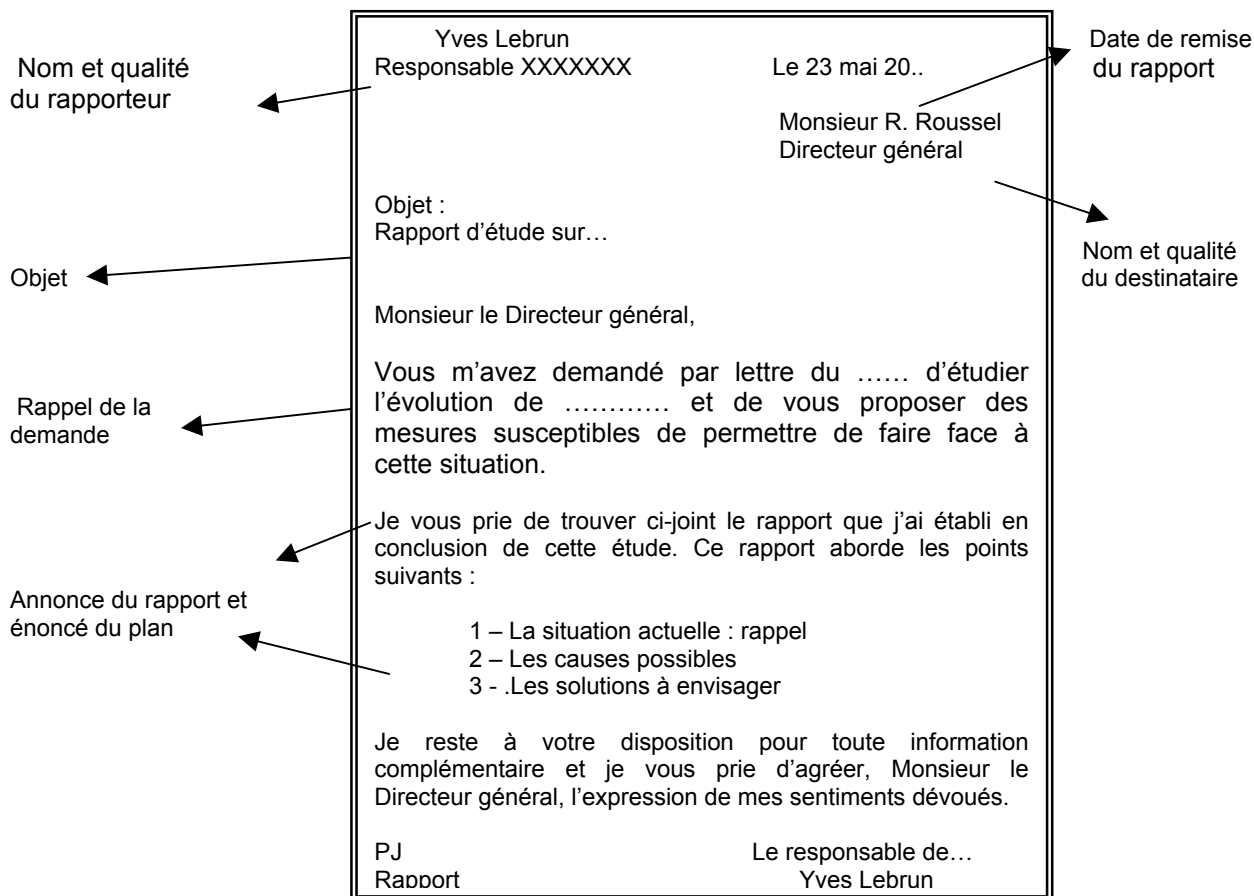 Yves Lebrun
Responsable XXXXXXX
Le 23 mai 20..
Monsieur R. Roussel
Directeur général
Objet :
Rapport d’étude sur…
Monsieur le Directeur général,
Vous m’avez demandé par lettre du …… d’étudier
l’évolution de ………… et de vous proposer des
mesures susceptibles de permettre de faire face à
cette situation.
Je vous prie de trouver ci-joint le rapport que j’ai établi en
conclusion de cette étude. Ce rapport aborde les points
suivants :
1 – La situation actuelle : rappel
2 – Les causes possibles
3 - .Les solutions à envisager
Je reste à votre disposition pour toute information
complémentaire et je vous prie d’agréer, Monsieur le
Directeur général, l’expression de mes sentiments dévoués.
PJ
Rapport
Le responsable de…
Yves Lebrun
Nom et qualité
du rapporteur
Objet
Rappel de la
demande
Annonce du rapport et
énoncé du plan
Date de remise
du rapport
Nom et qualité
du destinataire